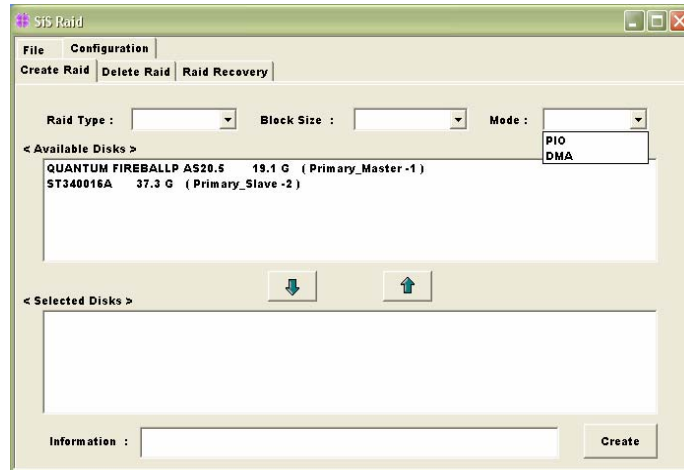 SiS Raid
File Configuration
Create Raid Delete Raid Raid Recovery
Raid Type : Block Size : Mode :
PIO
DMA
< Available Disks >
QUANTUM FIREBALLP AS20.5 19.1 G ( Primary_Master -1 )
ST340016A 37.3 G ( Primary_Slave -2 )
< Selected Disks >
Information : Create